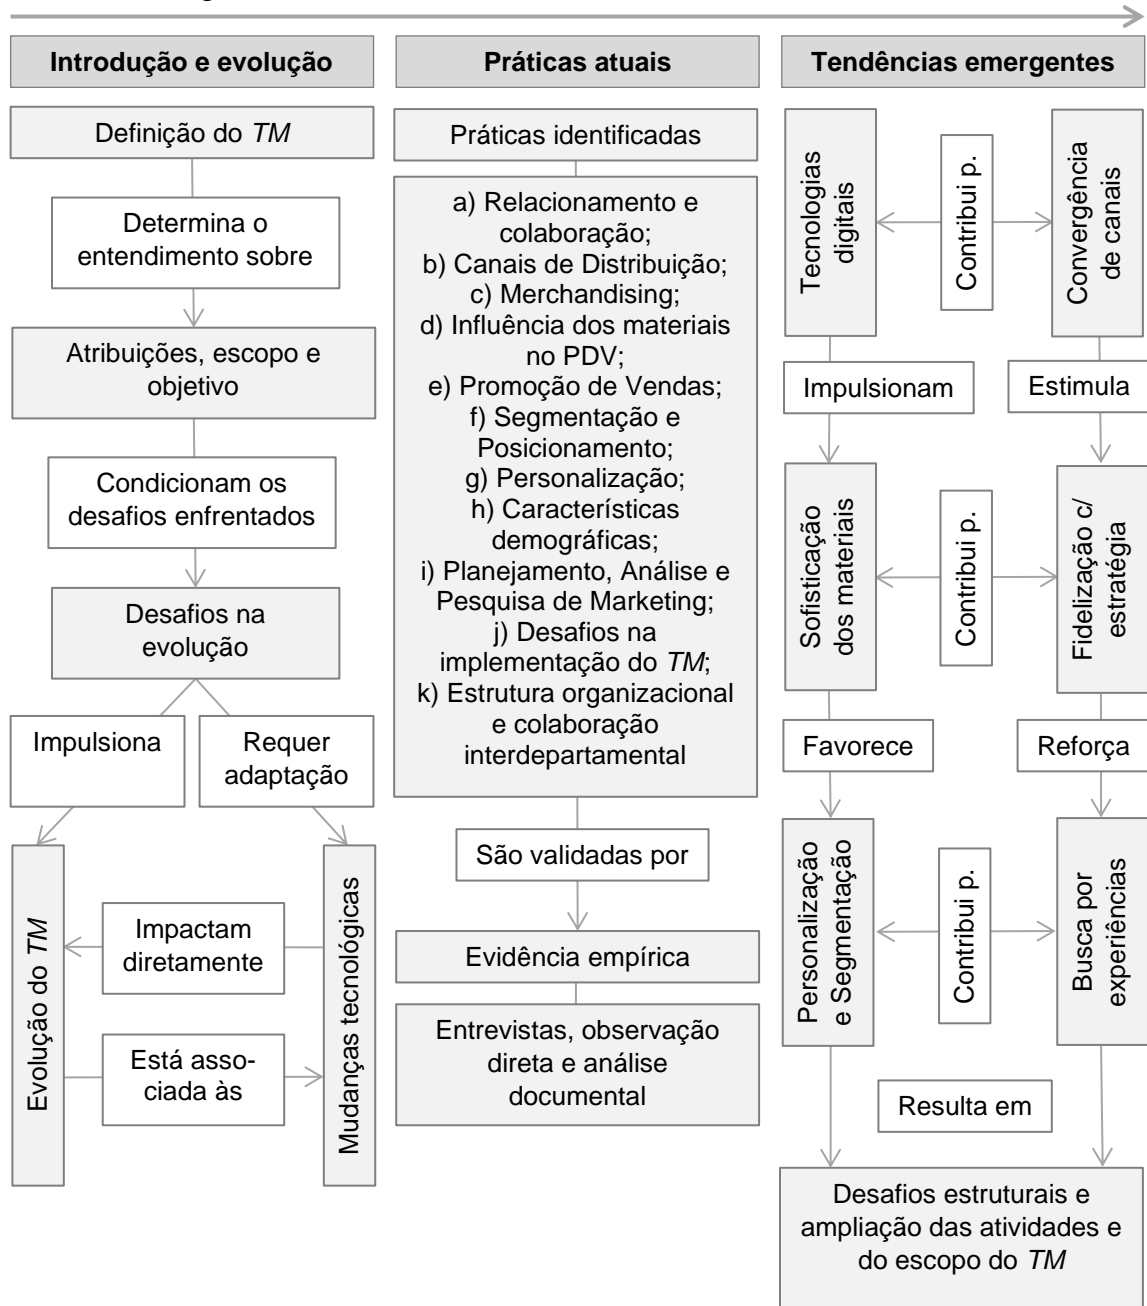 Introdução e evolução
Práticas atuais
Tendências emergentes
Definição do TM
Determina o
entendimento sobre
Atribuições, escopo e
objetivo
Condicionam os
desafios enfrentados
Desafios na
evolução
Impulsiona
Requer
adaptação
Evolução do TM
Impactam
diretamente
Está asso-
ciada às
Mudanças tecnológicas
Práticas identificadas
a) Relacionamento e
colaboração;
b) Canais de Distribuição;
c) Merchandising;
d) Influência dos materiais
no PDV;
e) Promoção de Vendas;
f) Segmentação e
Posicionamento;
g) Personalização;
h) Características
demográficas;
i) Planejamento, Análise e
Pesquisa de Marketing;
j) Desafios na
implementação do TM;
k) Estrutura organizacional
e colaboração
interdepartamental
São validadas por
Evidência empírica
Entrevistas, observação
direta e análise
documental
Tecnologias
digitais
Contribui p.
Convergência
de canais
Impulsionam
Estimula
Sofisticação
dos materiais
Contribui p.
Fidelização c/
estratégia
Favorece
Reforça
Personalização
e Segmentação
Contribui p.
Busca por
experiências
Resulta em
Desafios estruturais e
ampliação das atividades e
do escopo do TM